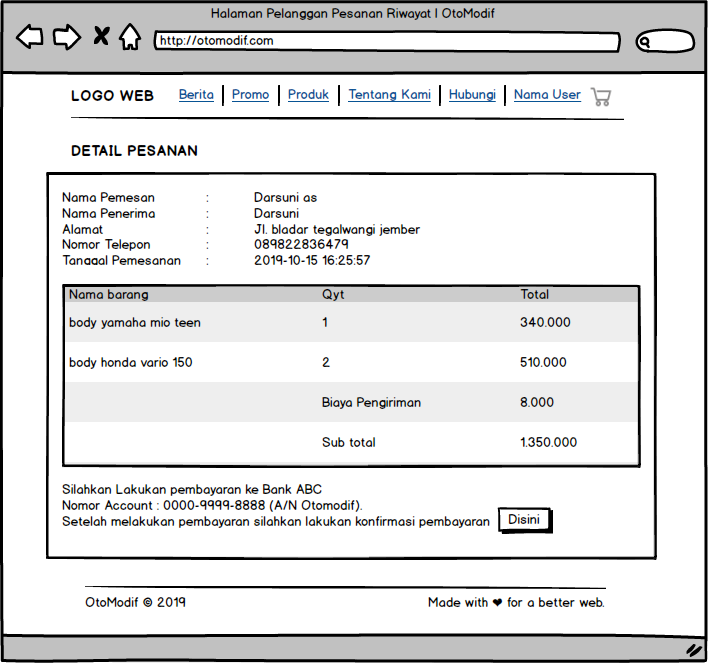 Halaman Pelanggan Pesanan Riwayat | OtoModif
http://otomodif.com
LOGO WEB Berita | Promo | Produk | Tentang Kami | Hubungi | Nama User
DETAIL PESANAN
Nama Pemesan : Darsuni as
Nama Penerima : Darsuni
Alamat : Jl. bladar tegalwangi jember
Nomor Telepon : 089822836479
Tanggal Pemesanan : 2019-10-15 16:25:57
Nama barang Qyt Total
body yamaha mio teen 1 340.000
body honda vario 150 2 510.000
Biaya Pengiriman 8.000
Sub total 1.350.000
Silahkan Lakukan pembayaran ke Bank ABC
Nomor Account : 0000-9999-8888 (A/N Otomodif).
Setelah melakukan pembayaran silahkan lakukan konfirmasi pembayaran Disini
OtoModif © 2019 Made with ❤ for a better web.